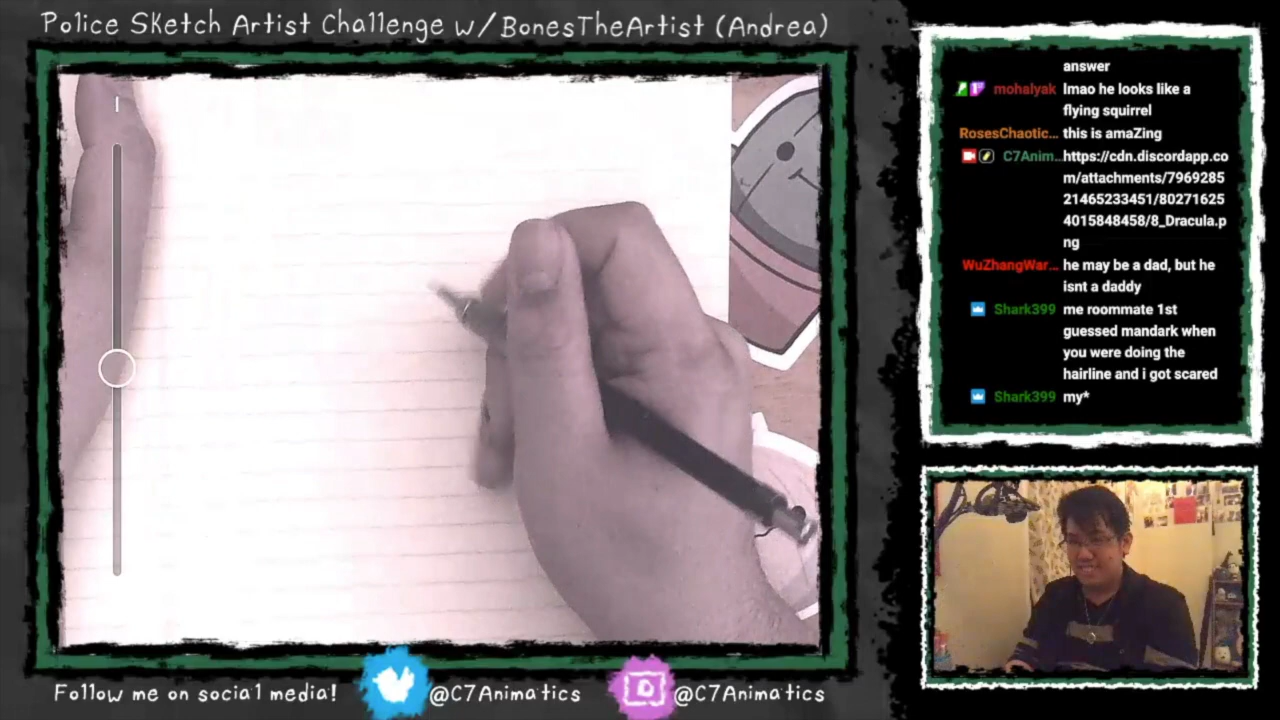 Police Sketch Artist Challenge w/BonesTheArtist (Andrea)
answer
mohalyak lmao he looks like a
flying squirrel
RosesChaotic... this is amaZing
C7Anim... https://cdn.discordapp.co
m/attachments/7969285
21465233451/80271625
4015848458/8_Dracula.p
ng
WuZhangWar... he may be a dad, but he
isnt a daddy
Shark399 me roommate 1st
guessed mandark when
you were doing the
hairline and i got scared
Shark399 my*
Follow me on social media! @C7Animatics @C7Animatics